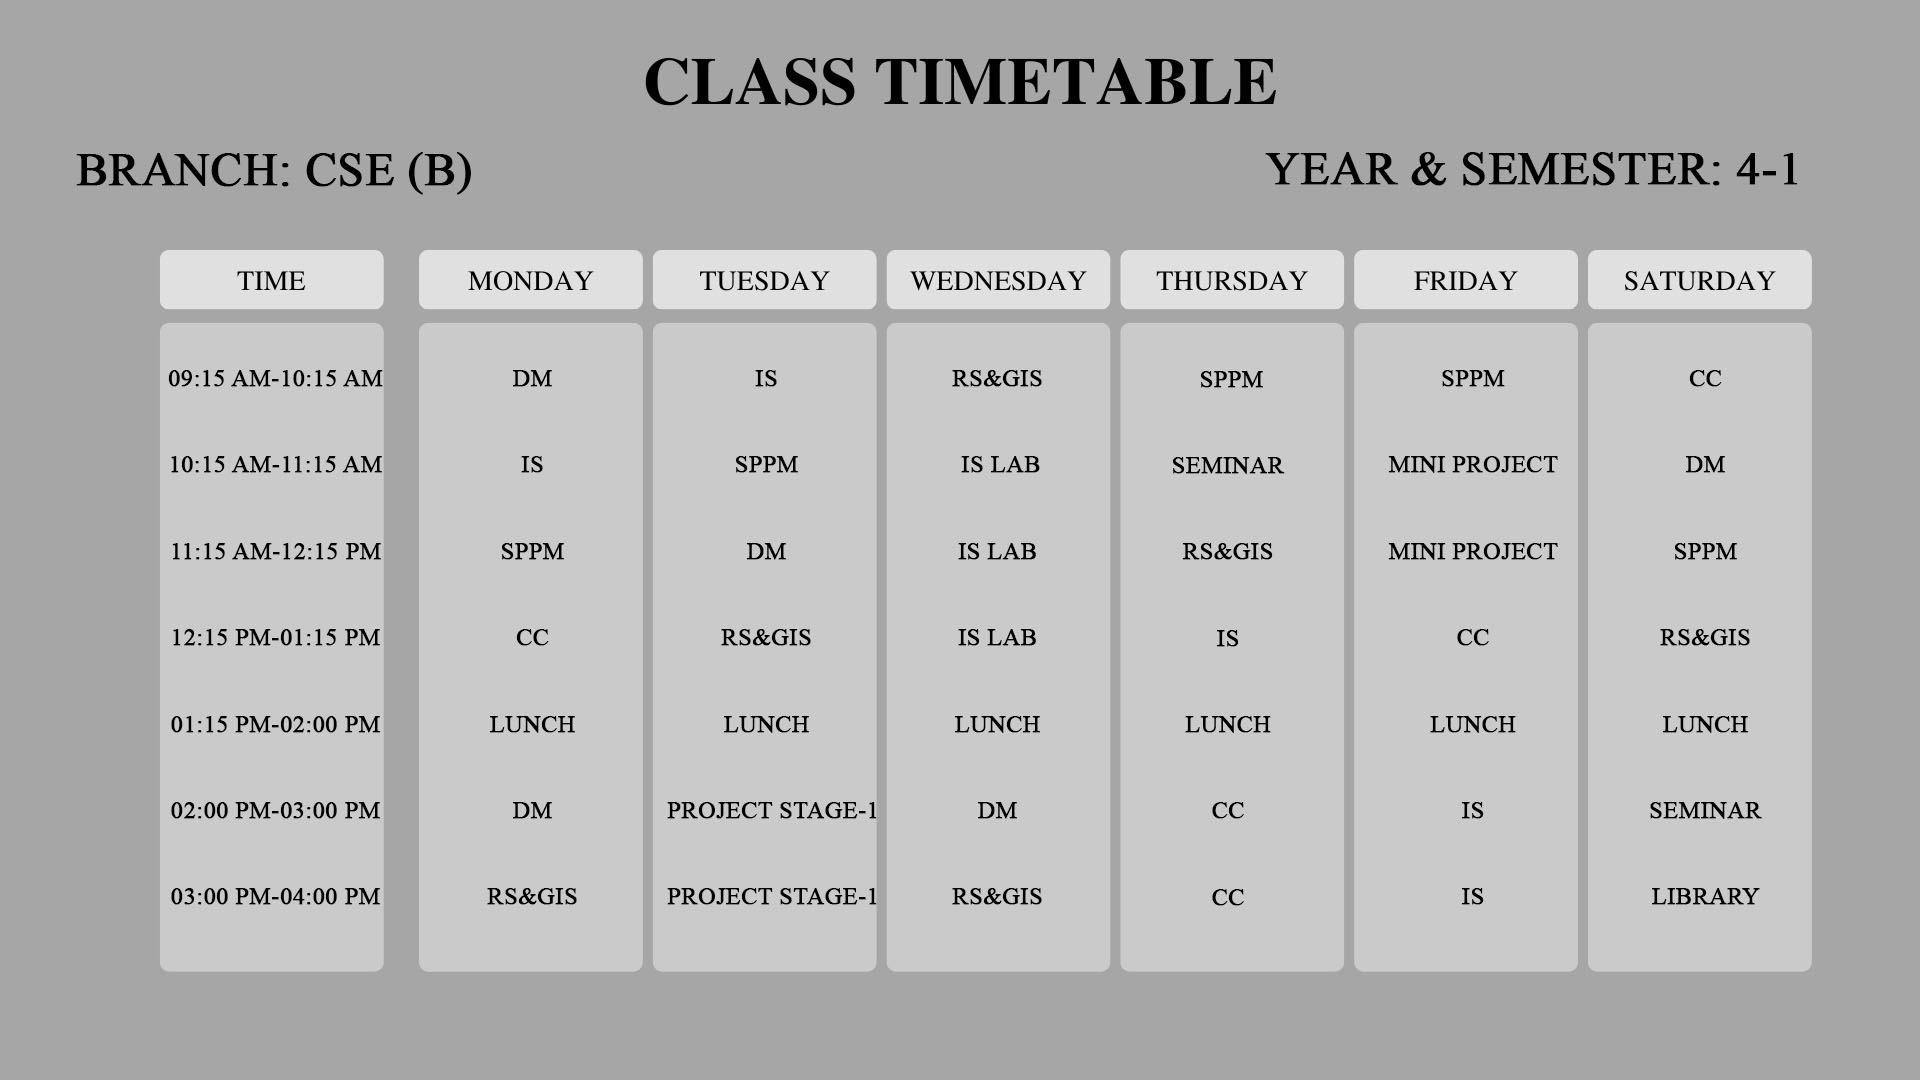 CLASS TIMETABLE
BRANCH: CSE (B) YEAR & SEMESTER: 4-1
TIME MONDAY TUESDAY WEDNESDAY THURSDAY FRIDAY SATURDAY
09:15 AM-10:15 AM DM IS RS&GIS SPPM SPPM CC
10:15 AM-11:15 AM IS SPPM IS LAB SEMINAR MINI PROJECT DM
11:15 AM-12:15 PM SPPM DM IS LAB RS&GIS MINI PROJECT SPPM
12:15 PM-01:15 PM CC RS&GIS IS LAB IS CC RS&GIS
01:15 PM-02:00 PM LUNCH LUNCH LUNCH LUNCH LUNCH LUNCH
02:00 PM-03:00 PM DM PROJECT STAGE-1 DM CC IS SEMINAR
03:00 PM-04:00 PM RS&GIS PROJECT STAGE-1 RS&GIS CC IS LIBRARY